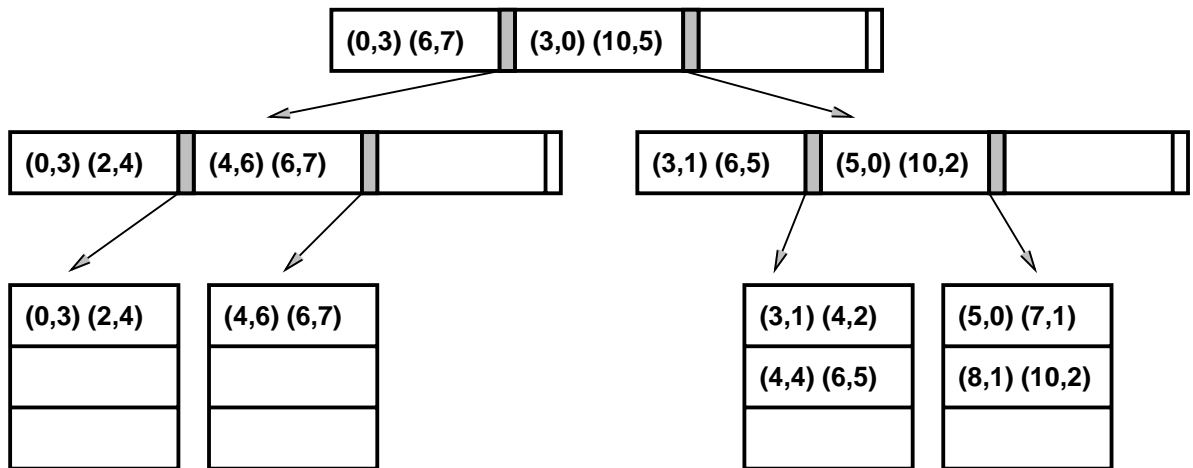 (0,3) (6,7) (3,0) (10,5)
(0,3) (2,4) (4,6) (6,7) (3,1) (6,5) (5,0) (10,2)
(0,3) (2,4) (4,6) (6,7) (3,1) (4,2) (5,0) (7,1)
(4,4) (6,5) (8,1) (10,2)